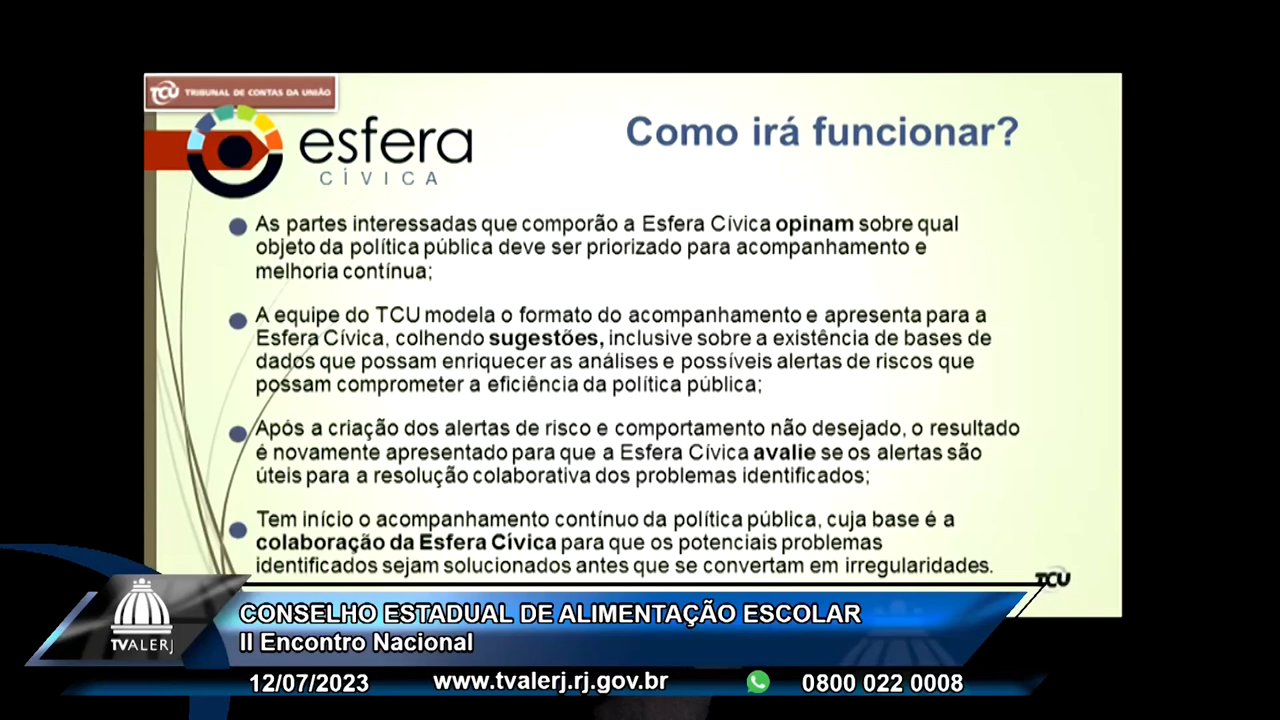 TCU TRIBUNAL DE CONTAS DA UNIÃO
esfera
CÍVICA
Como irá funcionar?
As partes interessadas que comporão a Esfera Cívica opinam sobre qual
objeto da política pública deve ser priorizado para acompanhamento e
melhoria contínua;
A equipe do TCU modela o formato do acompanhamento e apresenta para a
Esfera Cívica, colhendo sugestões, inclusive sobre a existência de bases de
dados que possam enriquecer as análises e possíveis alertas de riscos que
possam comprometer a eficiência da política pública;
Após a criação dos alertas de risco e comportamento não desejado, o resultado
é novamente apresentado para que a Esfera Cívica avalie se os alertas são
úteis para a resolução colaborativa dos problemas identificados;
Tem início o acompanhamento contínuo da política pública, cuja base é a
colaboração da Esfera Cívica para que os potenciais problemas
identificados sejam solucionados antes que se convertam em irregularidades.
TCU
CONSELHO ESTADUAL DE ALIMENTAÇÃO ESCOLAR
II Encontro Nacional
TVALERJ
12/07/2023 www.tvalerj.rj.gov.br 0800 022 0008